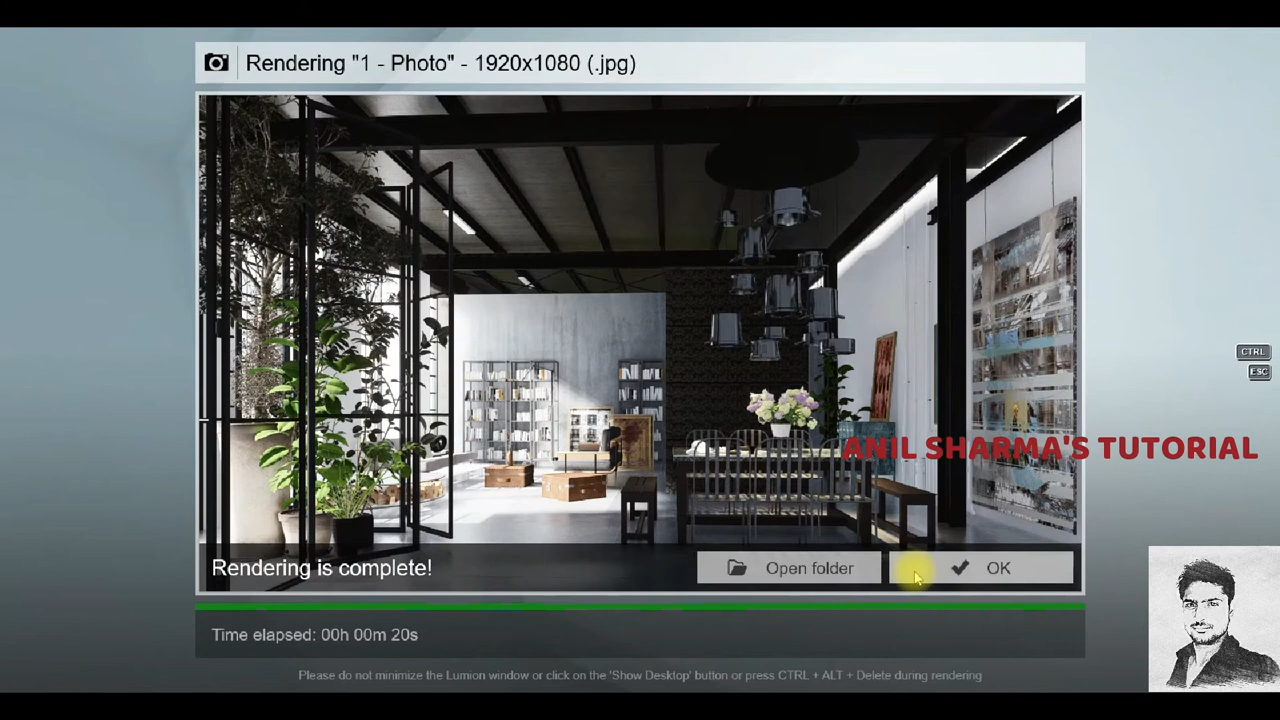 Rendering "1 - Photo" - 1920x1080 (.jpg)
CTRL
ESC
ANIL SHARMA'S TUTORIAL
Rendering is complete!
Open folder
OK
Time elapsed: 00h 00m 20s
Please do not minimize the Lumion window or click on the 'Show Desktop' button or press CTRL + ALT + Delete during rendering